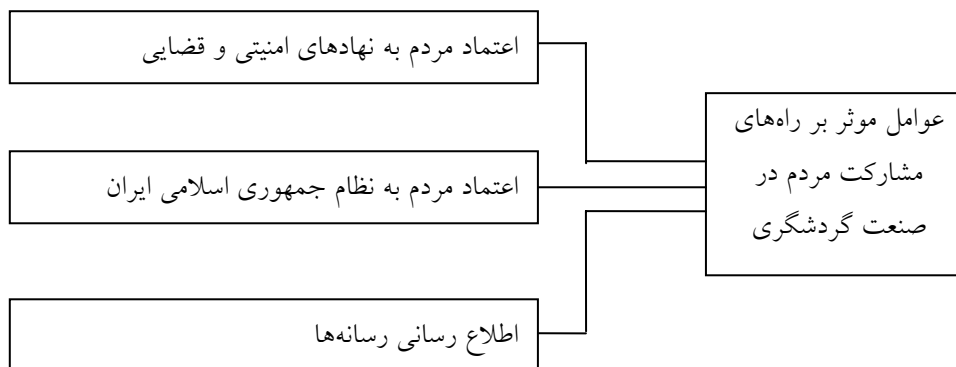 اعتماد مردم به نهادهای امنیتی و قضایی
عوامل موثر بر راه‌های
مشارکت مردم در
صنعت گردشگری
اعتماد مردم به نظام جمهوری اسلامی ایران
اطلاع رسانی رسانه‌ها